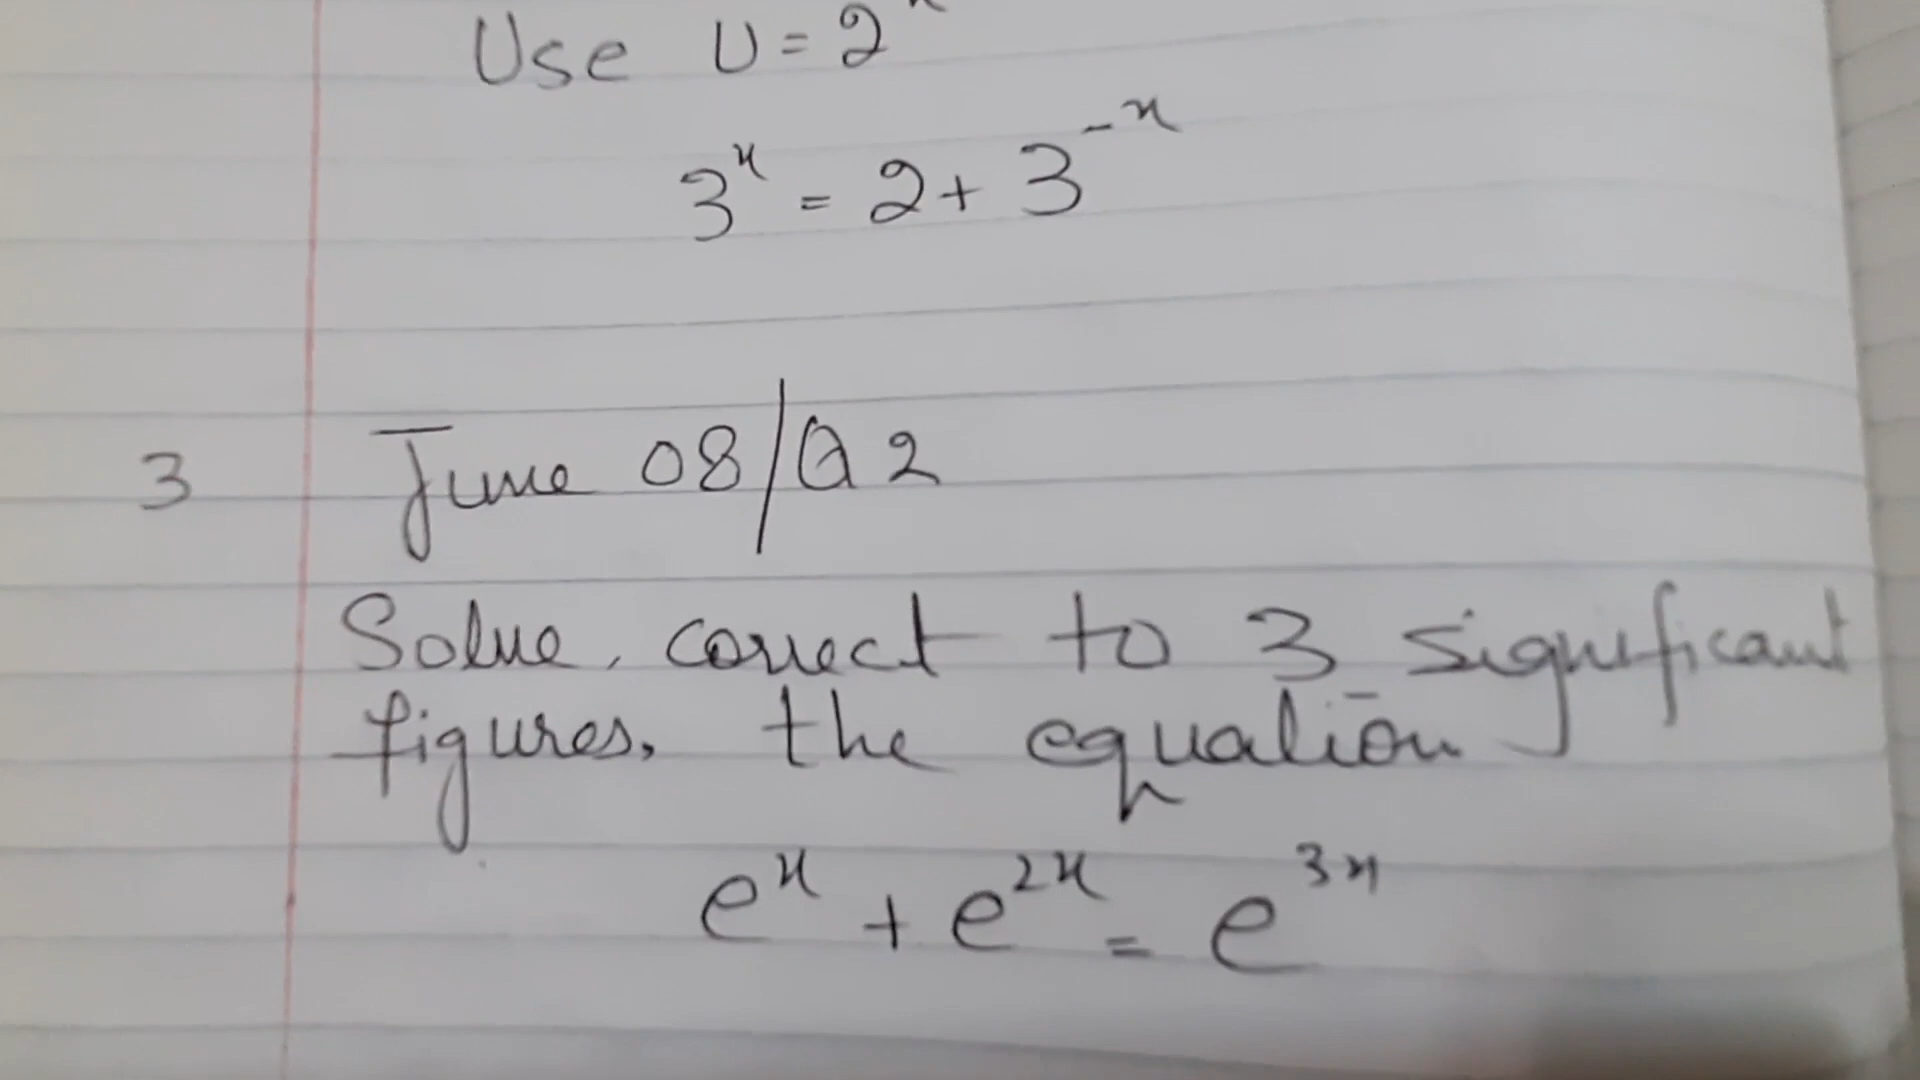 Use U = 2^x
3^x = 2 + 3^-x
3 June 08/Q2
Solve, correct to 3 significant
figures, the equation
e^x + e^2x = e^3x